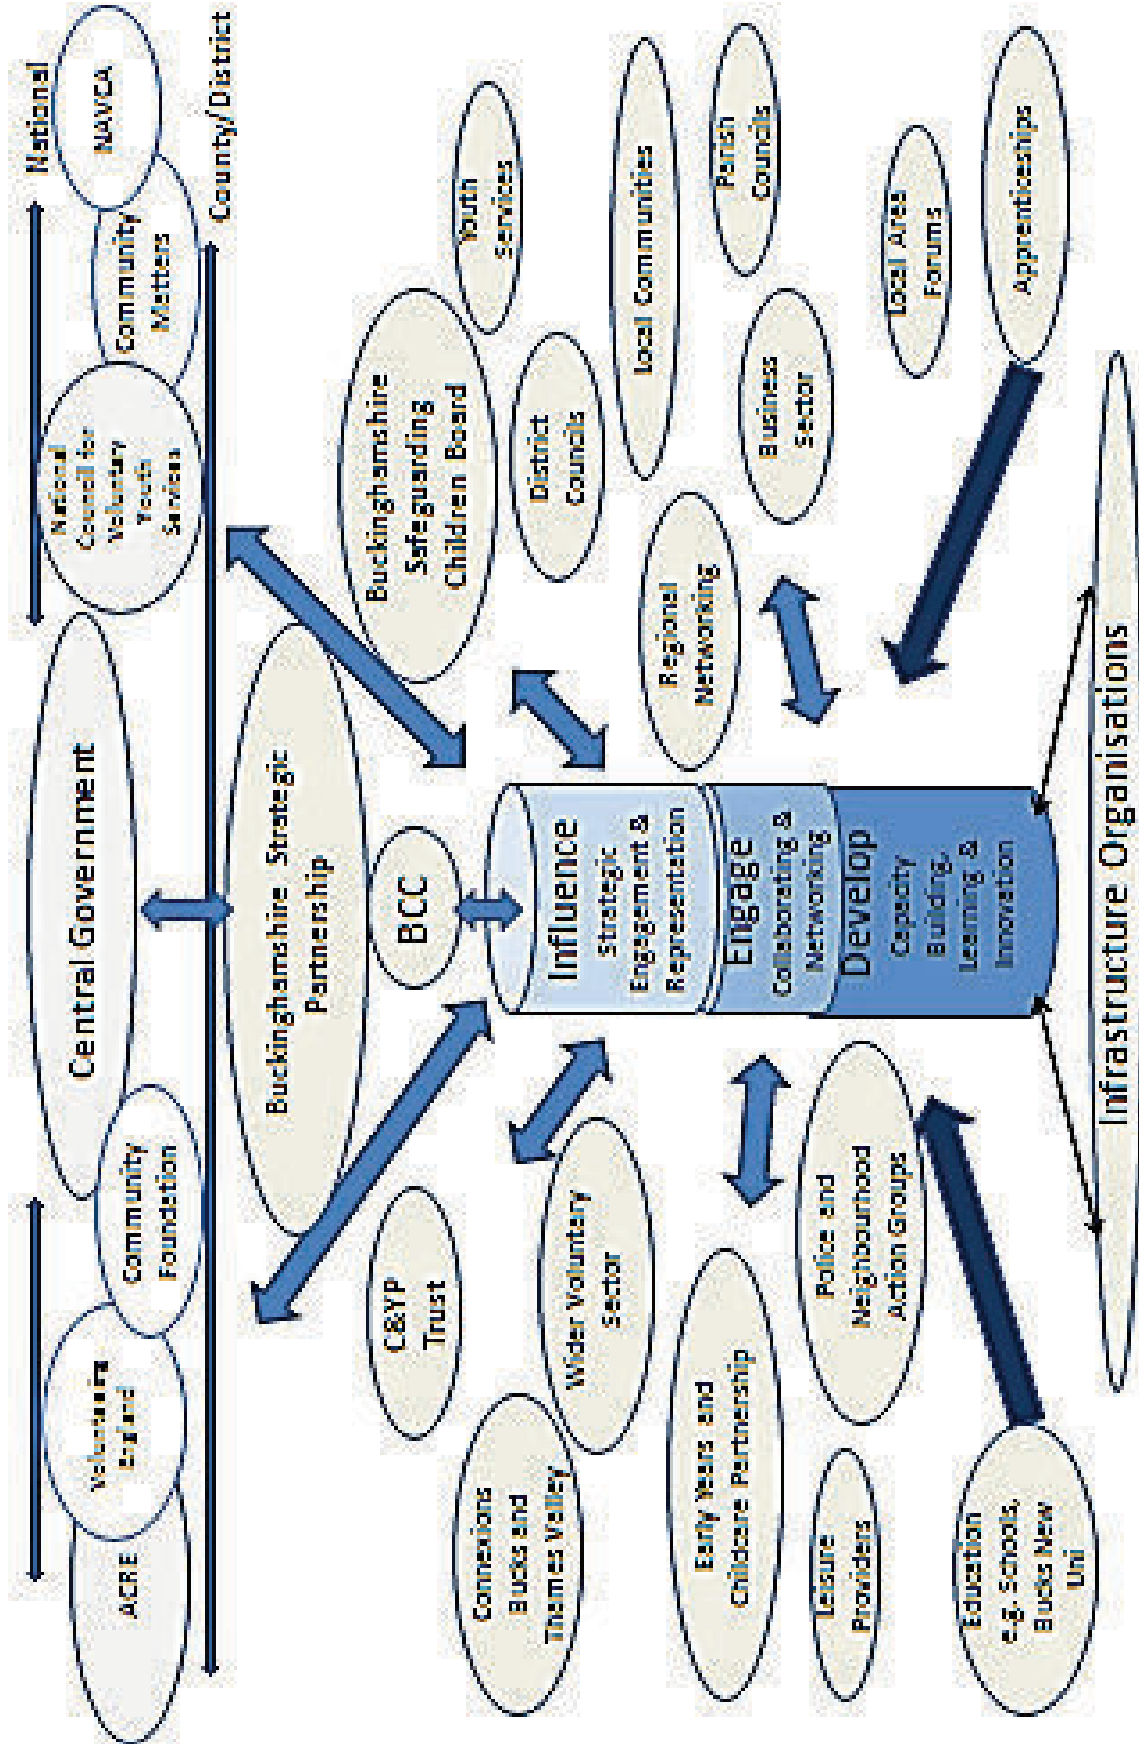 National
NAVCA
Community
Matters
National
Council for
Voluntary
Youth
Services
Central Government
Community
Foundation
Volunteering
England
ACRE
County/District
Buckinghamshire Strategic
Partnership
Buckinghamshire
Safeguarding
Children Board
Youth
Services
BCC
C&YP
Trust
District
Councils
Connexions
Bucks and
Thames Valley
Wider Voluntary
Sector
Influence
Strategic
Engagement &
Representation
Local Communities
Regional
Networking
Parish
Councils
Early Years and
Childcare Partnership
Engage
Collaborating &
Networking
Business
Sector
Leisure
Providers
Police and
Neighbourhood
Action Groups
Develop
Capacity
Building,
Learning &
Innovation
Local Area
Forums
Education
e.g. Schools,
Bucks New
Uni
Apprenticeships
Infrastructure Organisations